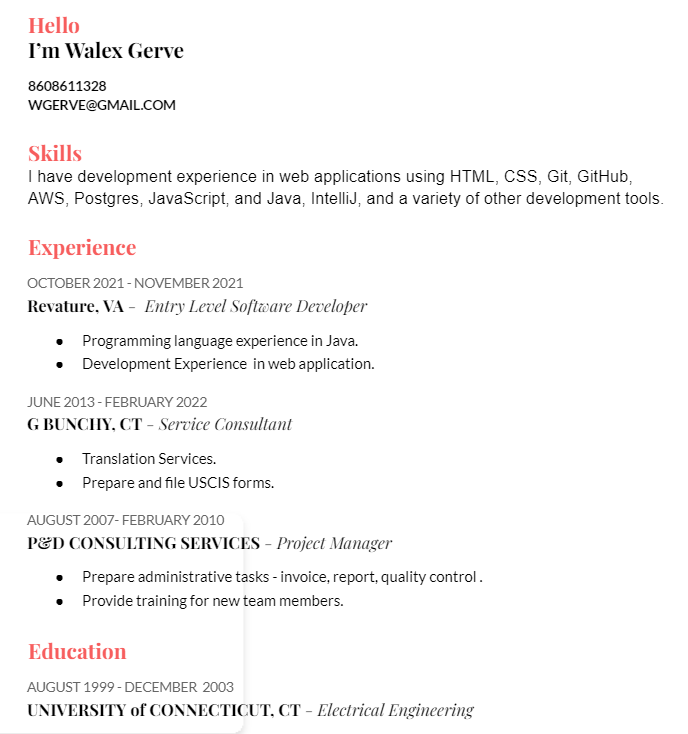 Hello
I'm Walex Gerve
8608611328
WGERVE@GMAIL.COM
Skills
I have development experience in web applications using HTML, CSS, Git, GitHub,
AWS, Postgres, JavaScript, and Java, IntelliJ, and a variety of other development tools.
Experience
OCTOBER 2021 - NOVEMBER 2021
Revature, VA - Entry Level Software Developer
● Programming language experience in Java.
● Development Experience in web application.
JUNE 2013 - FEBRUARY 2022
G BUNCHY, CT - Service Consultant
● Translation Services.
● Prepare and file USCIS forms.
AUGUST 2007- FEBRUARY 2010
P&D CONSULTING SERVICES - Project Manager
● Prepare administrative tasks - invoice, report, quality control .
● Provide training for new team members.
Education
AUGUST 1999 - DECEMBER 2003
UNIVERSITY of CONNECTICUT, CT - Electrical Engineering